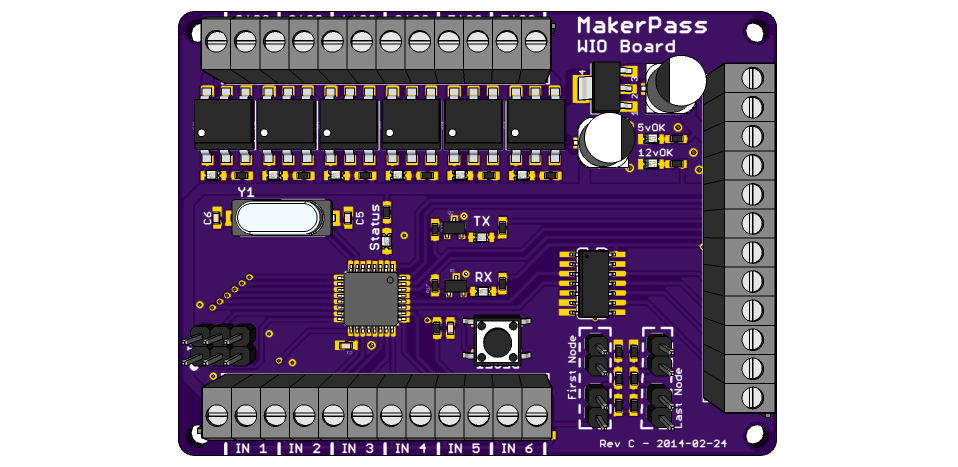 MakerPass
WIO Board
5vOK
12vOK
Y1
C6
C5
Status
TX
RX
First Node
Last Node
Rev C - 2014-02-24
IN 1
IN 2
IN 3
IN 4
IN 5
IN 6